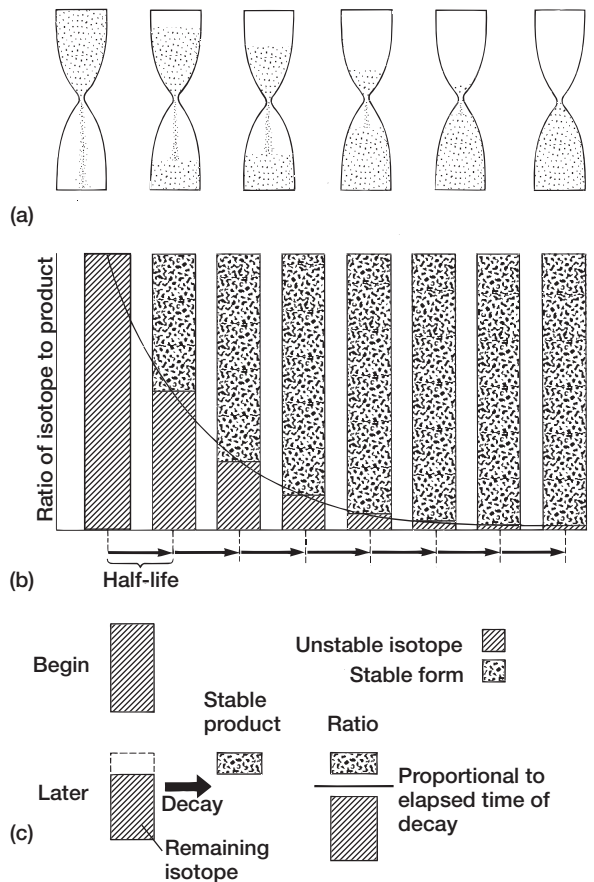 (a)
Ratio of isotope to product
(b)
Half-life
Begin
Unstable isotope
Stable form
Stable
product
Ratio
Later
Decay
Proportional to
elapsed time of
decay
(c)
Remaining
isotope